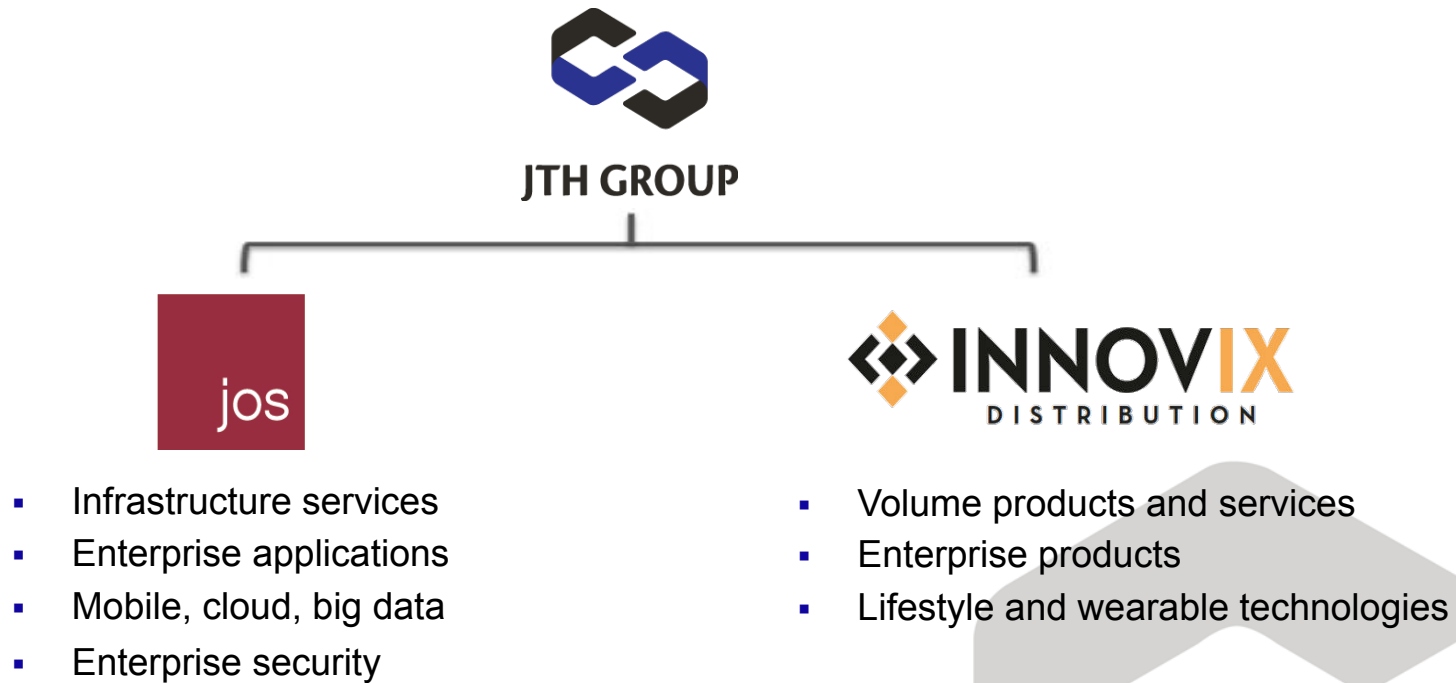 JTH GROUP
jos
INNOVIX
DISTRIBUTION
▪ Infrastructure services
▪ Enterprise applications
▪ Mobile, cloud, big data
▪ Enterprise security
▪ Volume products and services
▪ Enterprise products
▪ Lifestyle and wearable technologies